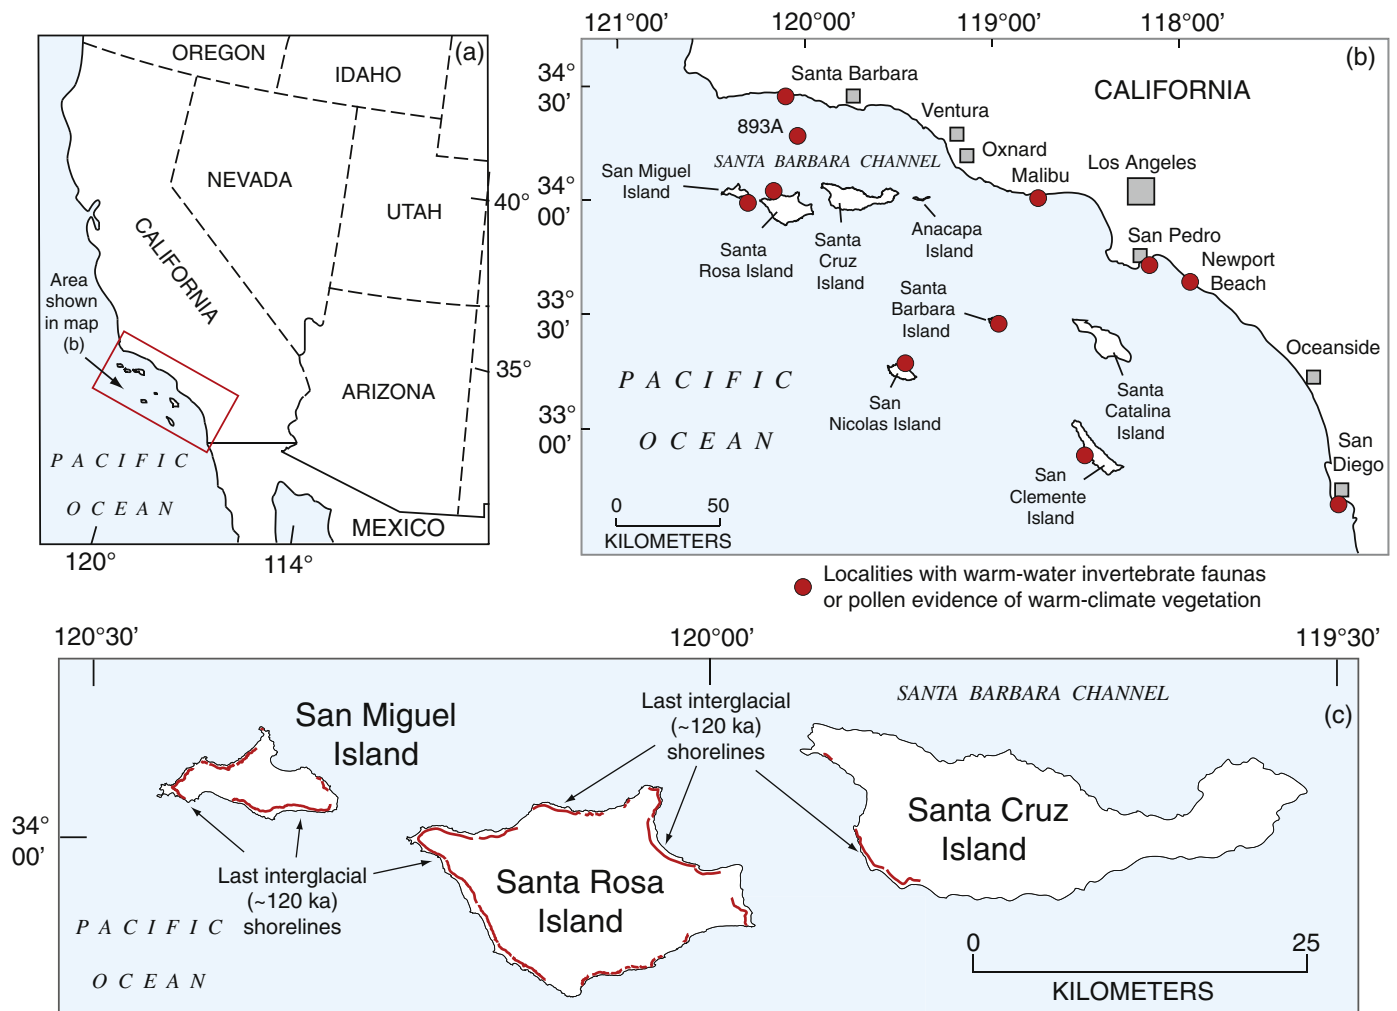 (a)
OREGON
IDAHO
NEVADA
UTAH
40°
CALIFORNIA
Area
shown
in map
(b)
35°
ARIZONA
PACIFIC
OCEAN
MEXICO
120°
114°
121°00'
120°00'
119°00'
118°00'
(b)
34°
30'
Santa Barbara
CALIFORNIA
Ventura
893A
Oxnard
SANTA BARBARA CHANNEL
Los Angeles
San Miguel
Island
Malibu
34°
00'
Santa
Rosa Island
Santa
Cruz
Island
Anacapa
Island
San Pedro
Newport
Beach
33°
30'
Santa
Barbara
Island
Oceanside
PACIFIC
OCEAN
San
Nicolas Island
Santa
Catalina
Island
33°
00'
San
Diego
San
Clemente
Island
0
50
KILOMETERS
Localities with warm-water invertebrate faunas
or pollen evidence of warm-climate vegetation
120°30'
120°00'
119°30'
(c)
SANTA BARBARA CHANNEL
San Miguel
Island
Last interglacial
(~120 ka)
shorelines
34°
00'
Santa Cruz
Island
Last interglacial
(~120 ka)
shorelines
Santa Rosa
Island
PACIFIC
OCEAN
0
25
KILOMETERS